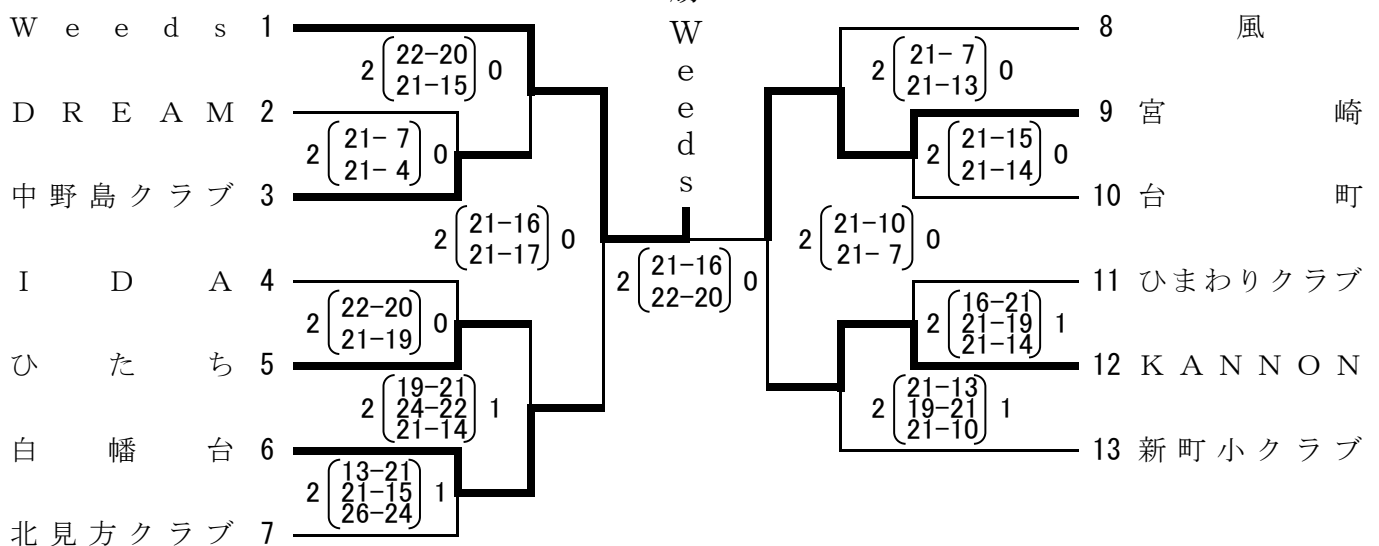 Weeds 1
2 (22-20 21-15) 0
DREAM 2
2 (21- 7 21- 4) 0
中野島クラブ 3
2 (21-16 21-17) 0
IDA 4
2 (22-20 21-19) 0
ひたち 5
2 (19-21 24-22 21-14) 1
白幡台 6
2 (13-21 21-15 26-24) 1
北見方クラブ 7
Weeds
2 (21-16 22-20) 0
8 風
2 (21- 7 21-13) 0
9 宮崎
2 (21-15 21-14) 0
10 台町
2 (21-10 21- 7) 0
11 ひまわりクラブ
2 (16-21 21-19 21-14) 1
12 KANNON
2 (21-13 19-21 21-10) 1
13 新町小クラブ